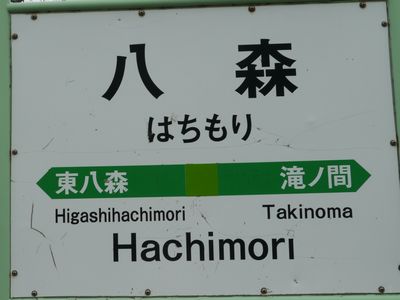 八森
はちもり
東八森 滝ノ間
Higashihachimori Takinoma
Hachimori